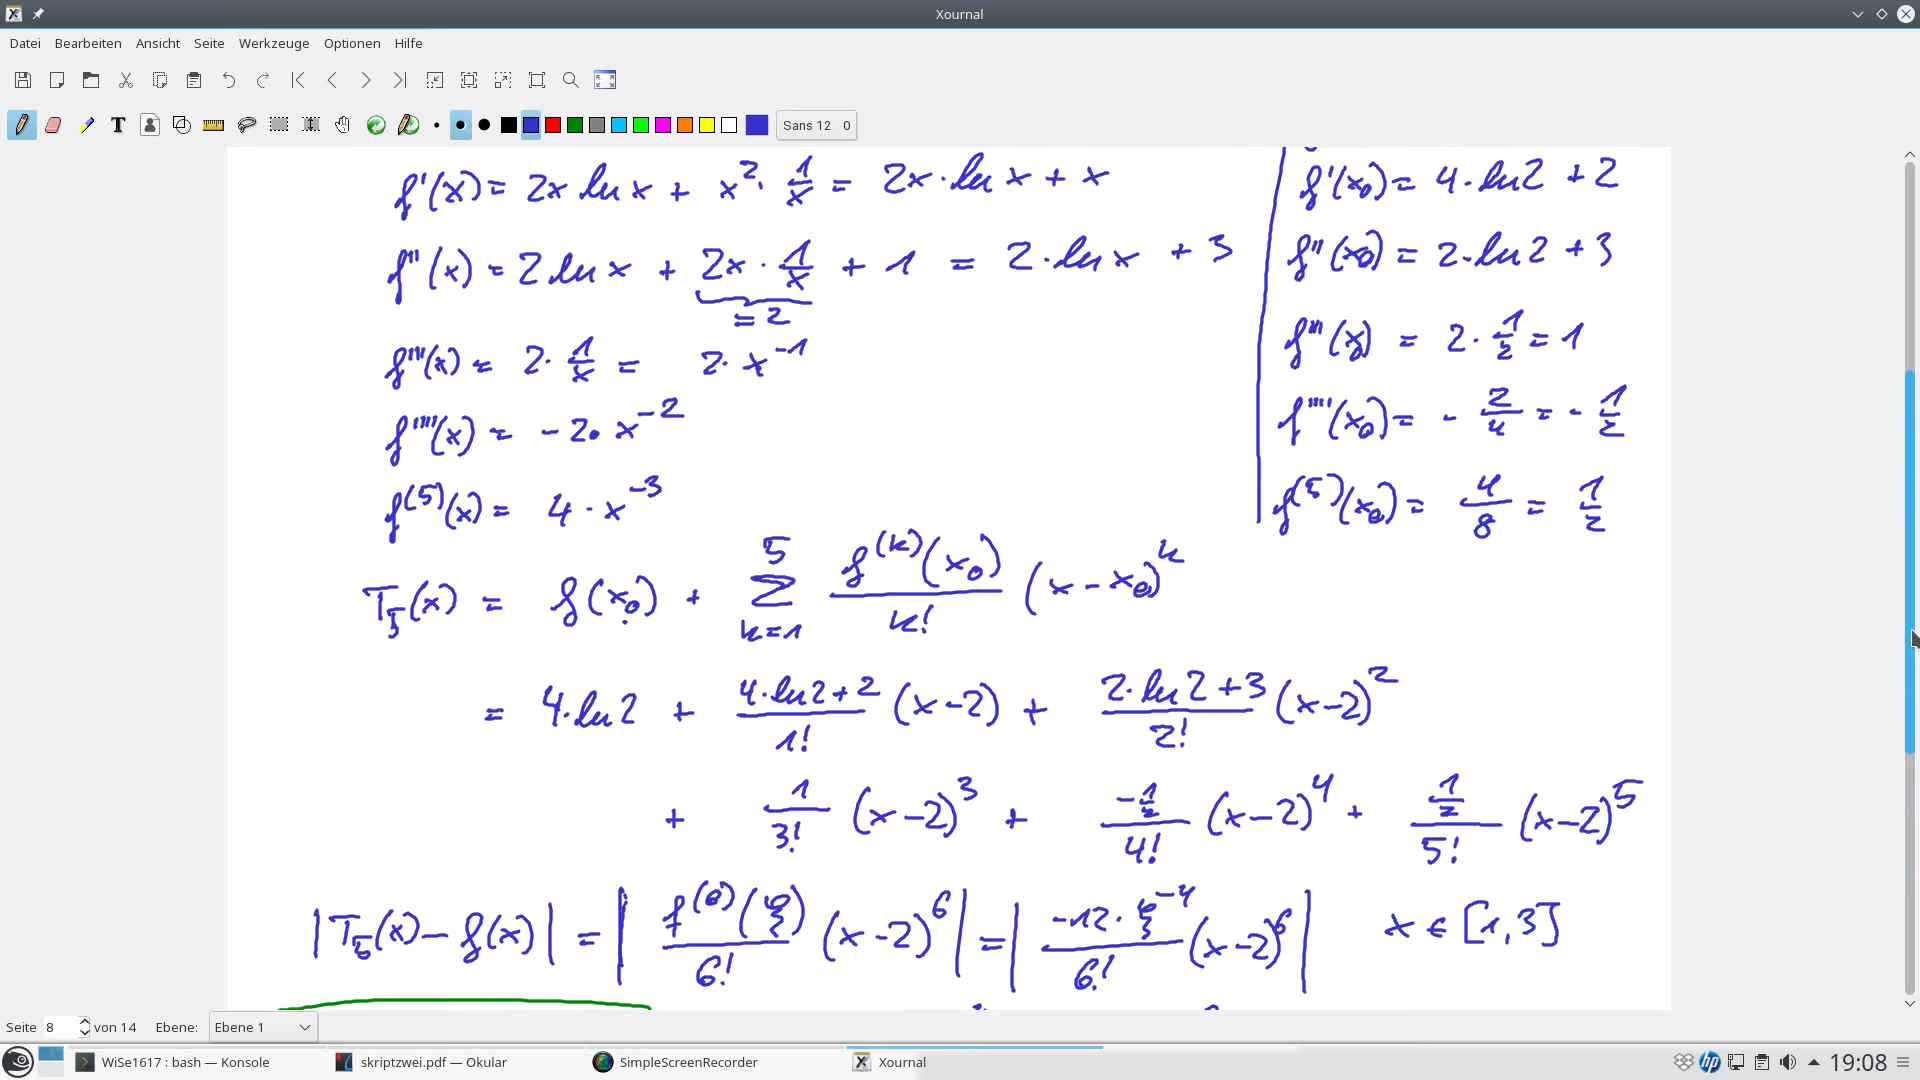 Xournal
Datei Bearbeiten Ansicht Seite Werkzeuge Optionen Hilfe
T Sans 12 0
f'(x) = 2x ln x + x². 1/x = 2x · ln x + x
f''(x) = 2 ln x + 2x · 1/x + 1 = 2 · ln x + 3
= 2
f'''(x) = 2 · 1/x = 2 · x⁻¹
f''''(x) = -2 · x⁻²
f⁽⁵⁾(x) = 4 · x⁻³
f'(x₀) = 4 · ln 2 + 2
f''(x₀) = 2 · ln 2 + 3
f'''(x₀) = 2 · 1/2 = 1
f''''(x₀) = - 2/4 = - 1/2
f⁽⁵⁾(x₀) = 4/8 = 1/2
T₅(x) = f(x₀) + ∑_{k=1}^{5} f⁽ᵏ⁾(x₀)/k! (x - x₀)ᵏ
= 4 · ln 2 + (4 · ln 2 + 2)/1! (x-2) + (2 · ln 2 + 3)/2! (x-2)²
+ 1/3! (x-2)³ + (-1/2)/4! (x-2)⁴ + (1/2)/5! (x-2)⁵
|T₅(x) - f(x)| = | f⁽⁶⁾(ξ)/6! (x-2)⁶ | = | (-12 · ξ⁻⁴)/6! (x-2)⁶ | x ∈ [1,3]
Seite 8 von 14 Ebene: Ebene 1
WiSe1617 : bash — Konsole skriptzwei.pdf — Okular SimpleScreenRecorder Xournal hp 19:08